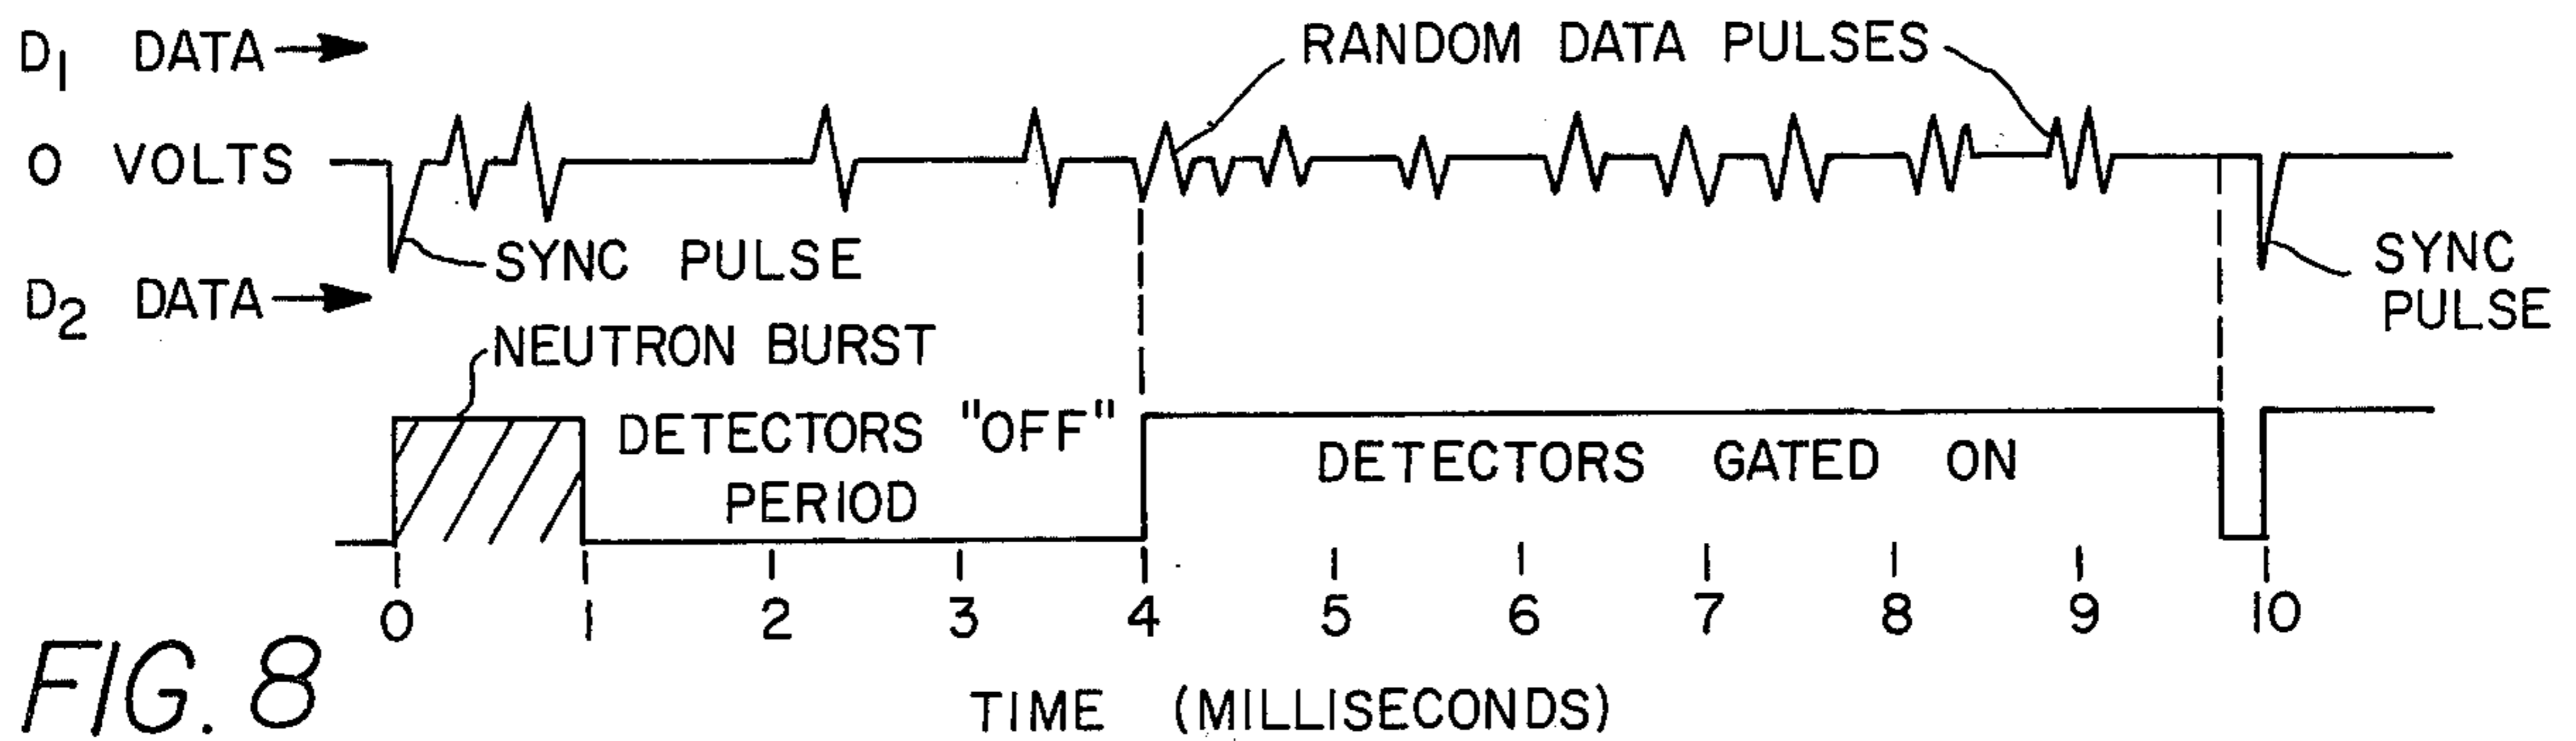 D1 DATA
RANDOM DATA PULSES
0 VOLTS
SYNC PULSE
SYNC
PULSE
D2 DATA
NEUTRON BURST
DETECTORS "OFF"
PERIOD
DETECTORS GATED ON
0 1 2 3 4 5 6 7 8 9 10
TIME (MILLISECONDS)
FIG. 8